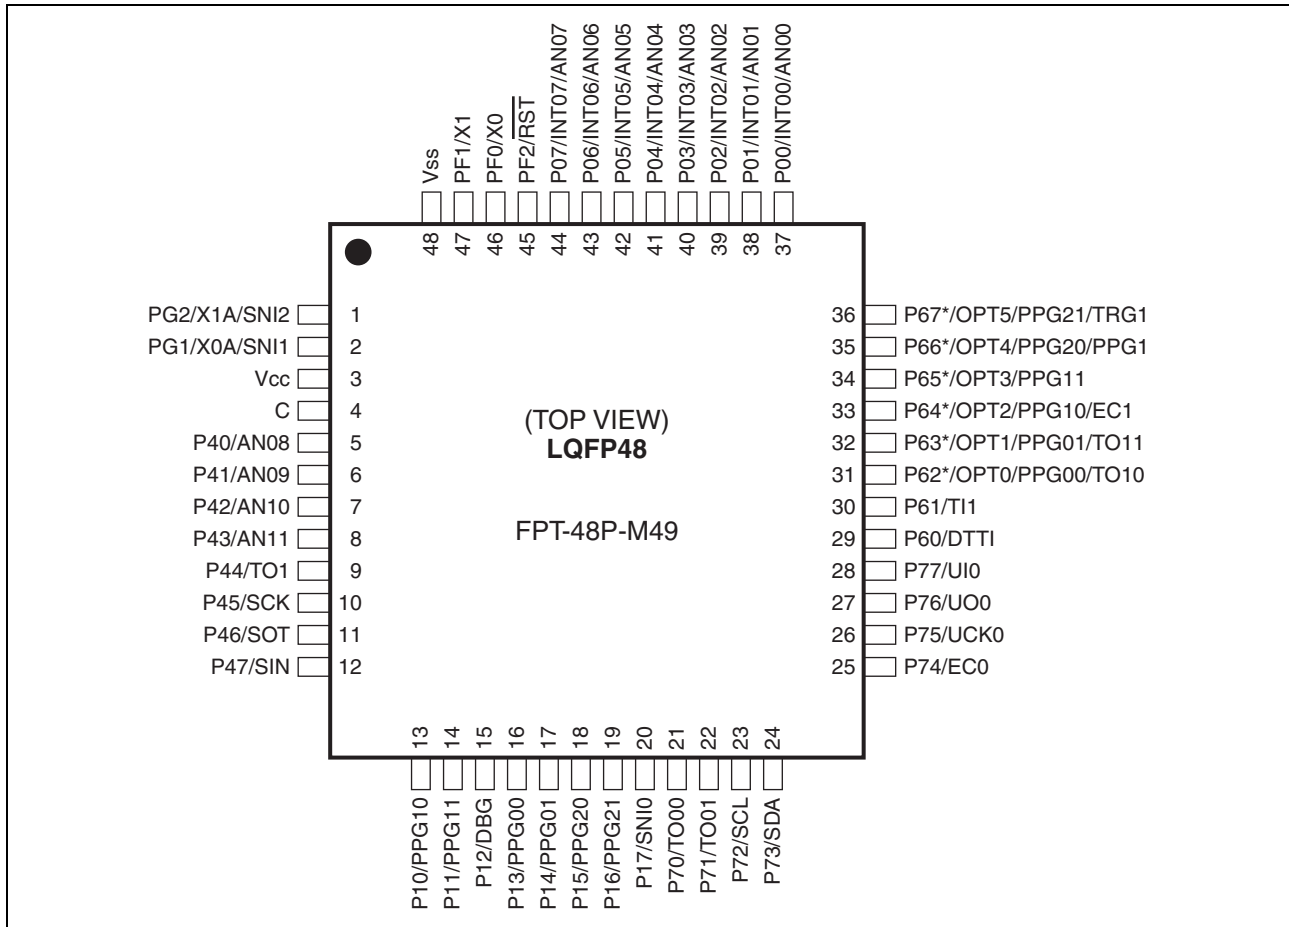 Vss
PF1/X1
PF0/X0
PF2/RST
P07/INT07/AN07
P06/INT06/AN06
P05/INT05/AN05
P04/INT04/AN04
P03/INT03/AN03
P02/INT02/AN02
P01/INT01/AN01
P00/INT00/AN00
48
47
46
45
44
43
42
41
40
39
38
37
PG2/X1A/SNI2 1
PG1/X0A/SNI1 2
Vcc 3
C 4
P40/AN08 5
P41/AN09 6
P42/AN10 7
P43/AN11 8
P44/TO1 9
P45/SCK 10
P46/SOT 11
P47/SIN 12
(TOP VIEW)
LQFP48
FPT-48P-M49
36 P67*/OPT5/PPG21/TRG1
35 P66*/OPT4/PPG20/PPG1
34 P65*/OPT3/PPG11
33 P64*/OPT2/PPG10/EC1
32 P63*/OPT1/PPG01/TO11
31 P62*/OPT0/PPG00/TO10
30 P61/TI1
29 P60/DTTI
28 P77/UI0
27 P76/UO0
26 P75/UCK0
25 P74/EC0
13
14
15
16
17
18
19
20
21
22
23
24
P10/PPG10
P11/PPG11
P12/DBG
P13/PPG00
P14/PPG01
P15/PPG20
P16/PPG21
P17/SNI0
P70/TO00
P71/TO01
P72/SCL
P73/SDA